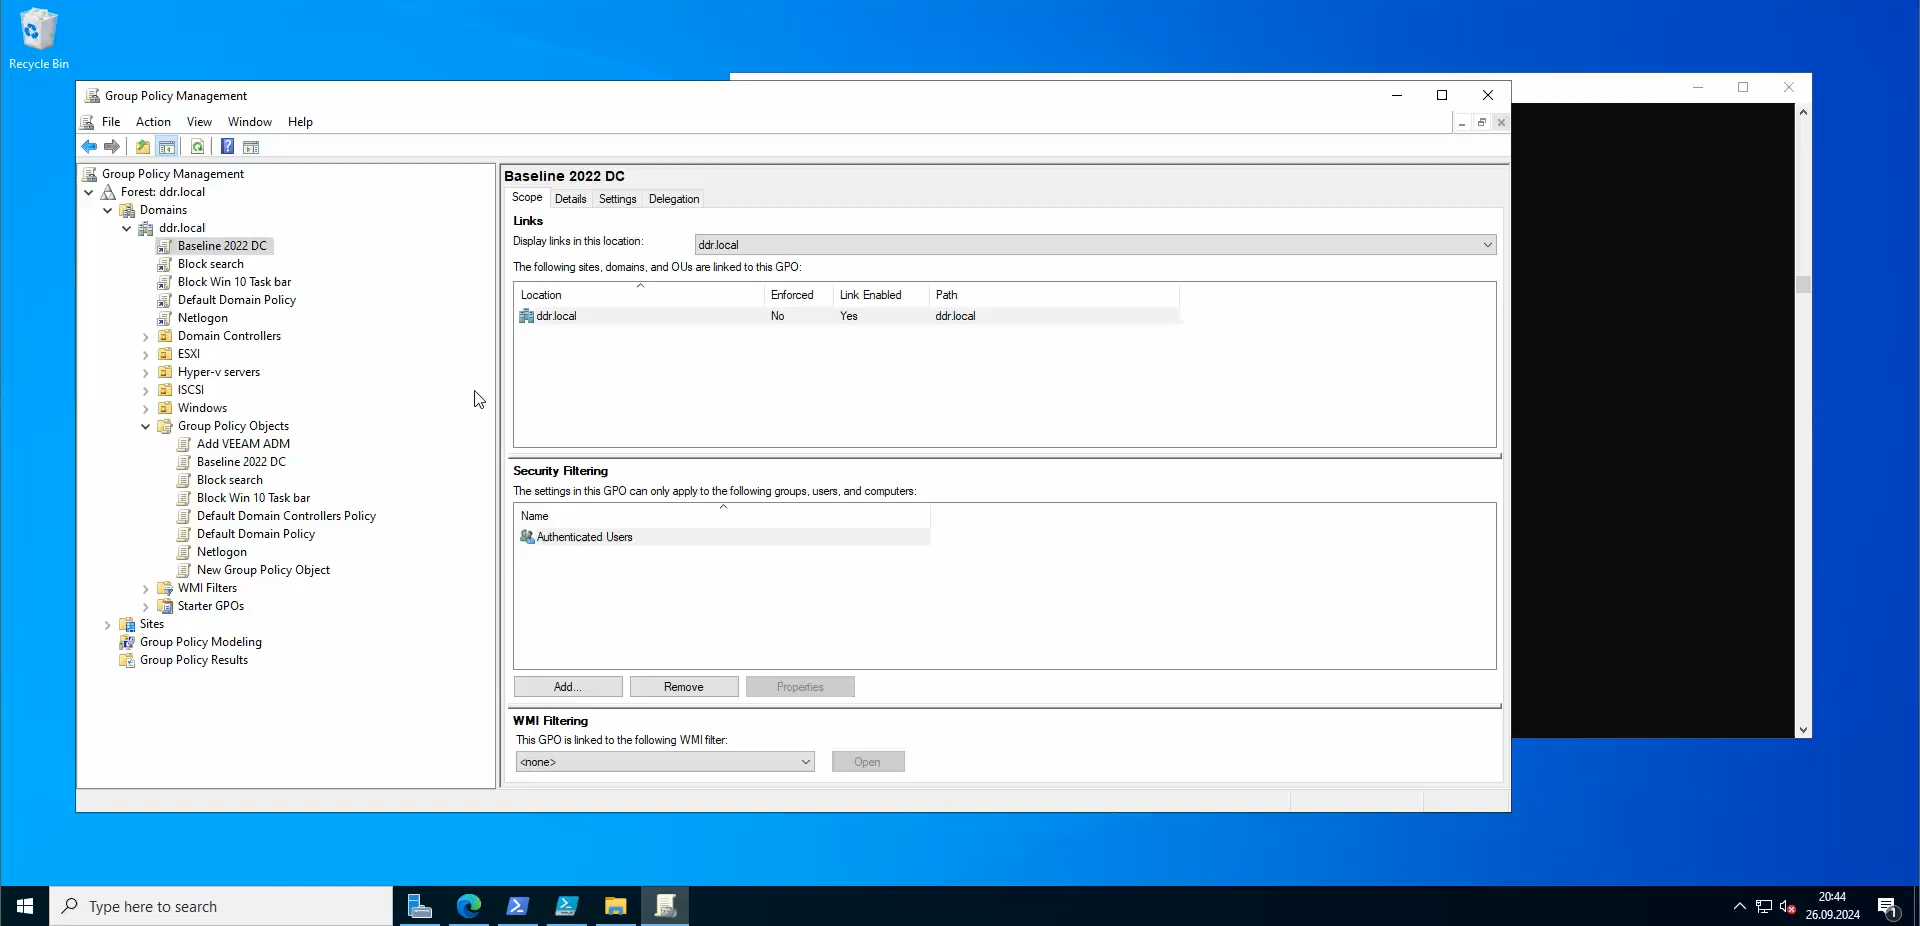 Recycle Bin
Group Policy Management
File Action View Window Help
Group Policy Management
Forest: ddr.local
Domains
ddr.local
Baseline 2022 DC
Block search
Block Win 10 Task bar
Default Domain Policy
Netlogon
Domain Controllers
ESXI
Hyper-v servers
ISCSI
Windows
Group Policy Objects
Add VEEAM ADM
Baseline 2022 DC
Block search
Block Win 10 Task bar
Default Domain Controllers Policy
Default Domain Policy
Netlogon
New Group Policy Object
WMI Filters
Starter GPOs
Sites
Group Policy Modeling
Group Policy Results
Baseline 2022 DC
Scope Details Settings Delegation
Links
Display links in this location: ddr.local
The following sites, domains, and OUs are linked to this GPO:
Location Enforced Link Enabled Path
ddr.local No Yes ddr.local
Security Filtering
The settings in this GPO can only apply to the following groups, users, and computers:
Name
Authenticated Users
Add... Remove Properties
WMI Filtering
This GPO is linked to the following WMI filter:
<none> Open
Type here to search
20:44
26.09.2024
1